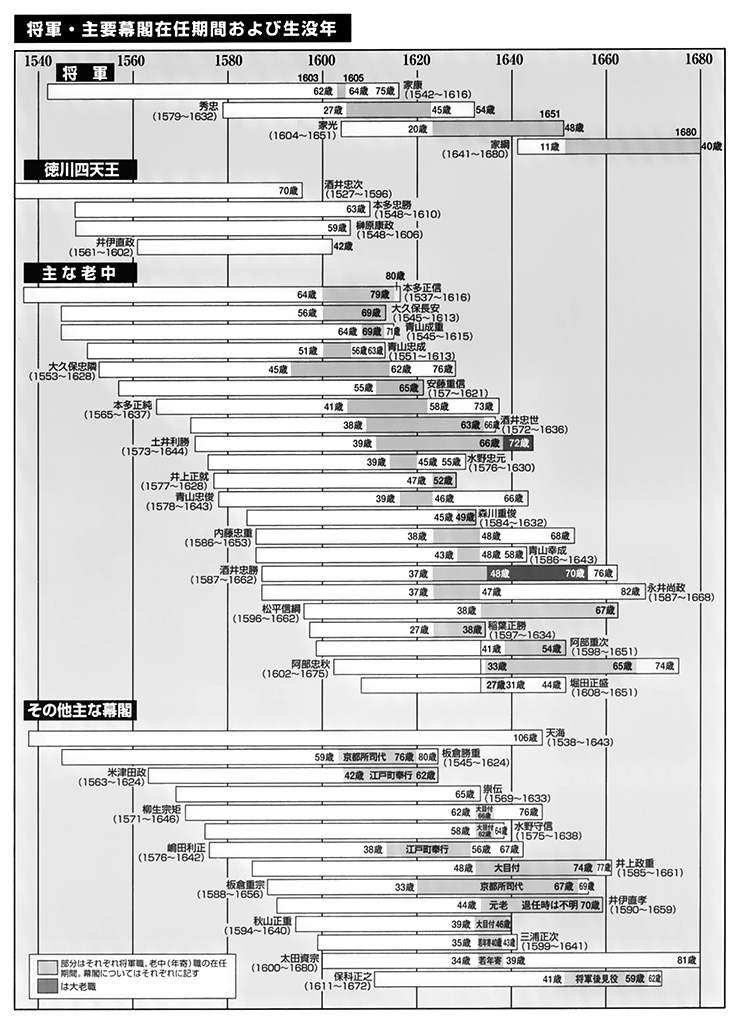 将軍・主要幕閣在任期間および生没年
1540 1560 1580 1600 1620 1640 1660 1680
将軍
1603 1605
62歳 64歳 75歳 家康
(1542〜1616)
秀忠
(1579〜1632)
27歳 45歳 54歳
1651
家光
(1604〜1651)
20歳 48歳
1680
家綱
(1641〜1680)
11歳 40歳
徳川四天王
70歳 酒井忠次
(1527〜1596)
63歳 本多忠勝
(1548〜1610)
59歳 榊原康政
(1548〜1606)
井伊直政
(1561〜1602)
42歳
主な老中
80歳
64歳 79歳 本多正信
(1537〜1616)
56歳 69歳 大久保長安
(1545〜1613)
64歳 69歳 71歳 青山成重
(1545〜1615)
51歳 56歳 63歳 青山忠成
(1551〜1613)
大久保忠隣
(1553〜1628)
45歳 62歳 76歳
55歳 65歳 安藤重信
(157〜1621)
本多正純
(1565〜1637)
41歳 58歳 73歳
38歳 63歳 66歳 酒井忠世
(1572〜1636)
土井利勝
(1573〜1644)
39歳 66歳 72歳
39歳 45歳 55歳 水野忠元
(1576〜1630)
井上正就
(1577〜1628)
47歳 52歳
青山忠俊
(1578〜1643)
39歳 46歳 66歳
45歳 49歳 森川重俊
(1584〜1632)
内藤忠重
(1586〜1653)
38歳 48歳 68歳
43歳 48歳 58歳 青山幸成
(1586〜1643)
酒井忠勝
(1587〜1662)
37歳 48歳 70歳 76歳
37歳 47歳 82歳 永井尚政
(1587〜1668)
松平信綱
(1596〜1662)
38歳 67歳
27歳 38歳 稲葉正勝
(1597〜1634)
41歳 54歳 阿部重次
(1598〜1651)
阿部忠秋
(1602〜1675)
33歳 65歳 74歳
27歳 31歳 44歳 堀田正盛
(1608〜1651)
その他主な幕閣
106歳 天海
(1538〜1643)
59歳 京都所司代 76歳 80歳 板倉勝重
(1545〜1624)
米津田政
(1563〜1624)
42歳 江戸町奉行 62歳
65歳 崇伝
(1569〜1633)
柳生宗矩
(1571〜1646)
62歳 大目付 66歳 76歳
58歳 大目付 62歳 64歳 水野守信
(1575〜1638)
嶋田利正
(1576〜1642)
38歳 江戸町奉行 56歳 67歳
48歳 大目付 74歳 77歳 井上政重
(1585〜1661)
板倉重宗
(1588〜1656)
33歳 京都所司代 67歳 69歳
44歳 元老 退任時は不明 70歳 井伊直孝
(1590〜1659)
秋山正重
(1594〜1640)
39歳 大目付 46歳
35歳 若年寄 40歳 43歳 三浦正次
(1599〜1641)
太田資宗
(1600〜1680)
34歳 若年寄 39歳 81歳
保科正之
(1611〜1672)
41歳 将軍後見役 59歳 62歳
部分はそれぞれ将軍職、老中(年寄)職の在任
期間。幕閣についてはそれぞれに記す
は大老職